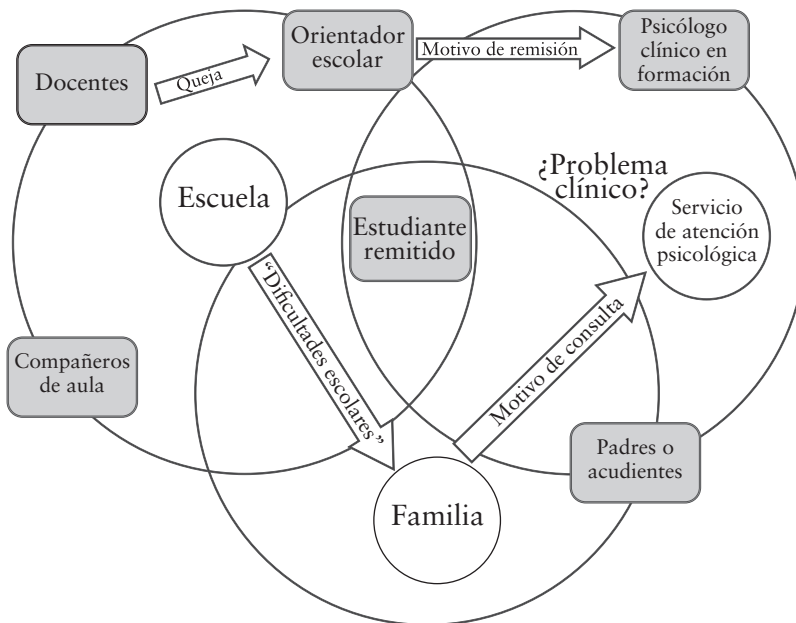 Docentes
Queja
Orientador
escolar
Motivo de remisión
Psicólogo
clínico en
formación
Escuela
Estudiante
remitido
¿Problema
clínico?
Servicio
de atención
psicológica
"Dificultades escolares"
Motivo de consulta
Compañeros
de aula
Familia
Padres o
acudientes